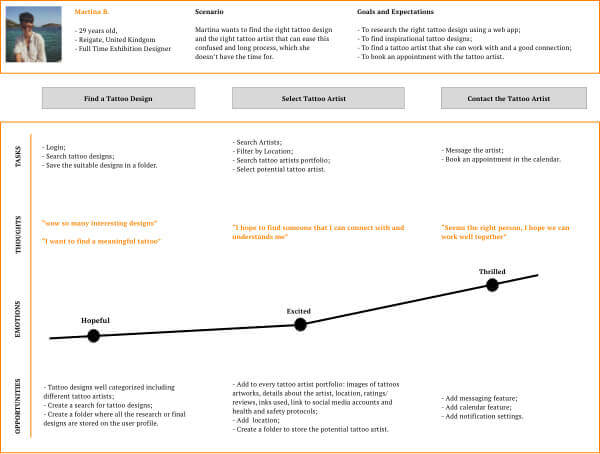 Martina B.
- 29 years old,
- Reigate, United Kindgom
- Full Time Exhibition Designer
Scenario
Martina wants to find the right tattoo design
and the right tattoo artist that can ease this
confused and long process, which she
doesn't have the time for.
Goals and Expectations
- To research the right tattoo design using a web app;
- To find inspirational tattoo designs;
- To find a tattoo artist that she can work with and a good connection;
- To book an appointment with the tattoo artist.
Find a Tattoo Design
Select Tattoo Artist
Contact the Tattoo Artist
TASKS
- Login;
- Search tattoo designs;
- Save the suitable designs in a folder.
- Search Artists;
- Filter by Location;
- Search tattoo artists portfolio;
- Select potential tattoo artist.
- Message the artist;
- Book an appointment in the calendar.
THOUGHTS
"wow so many interesting designs"
"I want to find a meaningful tattoo"
"I hope to find someone that I can connect with and
understands me"
"Seems the right person, I hope we can
work well together"
EMOTIONS
Hopeful
Excited
Thrilled
OPPORTUNITIES
- Tattoo designs well categorized including
different tattoo artists;
- Create a search for tattoo designs;
- Create a folder where all the research or final
designs are stored on the user profile.
- Add to every tattoo artist portfolio: images of tattoos
artworks, details about the artist, location, ratings/
reviews, inks used, link to social media accounts and
health and safety protocols;
- Add location;
- Create a folder to store the potential tattoo artist.
- Add messaging feature;
- Add calendar feature;
- Add notification settings.